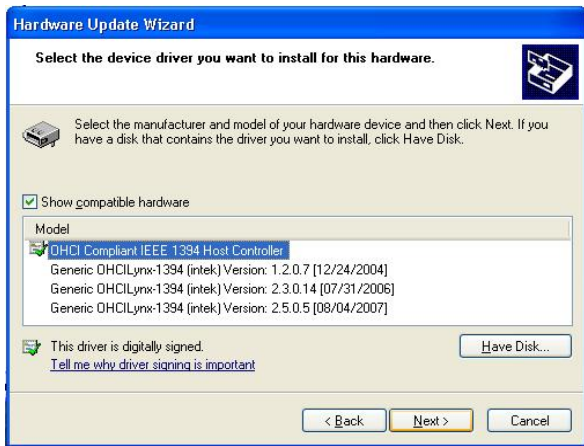 Hardware Update Wizard
Select the device driver you want to install for this hardware.
Select the manufacturer and model of your hardware device and then click Next. If you
have a disk that contains the driver you want to install, click Have Disk.
Show compatible hardware
Model
OHCI Compliant IEEE 1394 Host Controller
Generic OHCILynx-1394 (intek) Version: 1.2.0.7 [12/24/2004]
Generic OHCILynx-1394 (intek) Version: 2.3.0.14 [07/31/2006]
Generic OHCILynx-1394 (intek) Version: 2.5.0.5 [08/04/2007]
This driver is digitally signed.
Have Disk...
Tell me why driver signing is important
< Back Next > Cancel